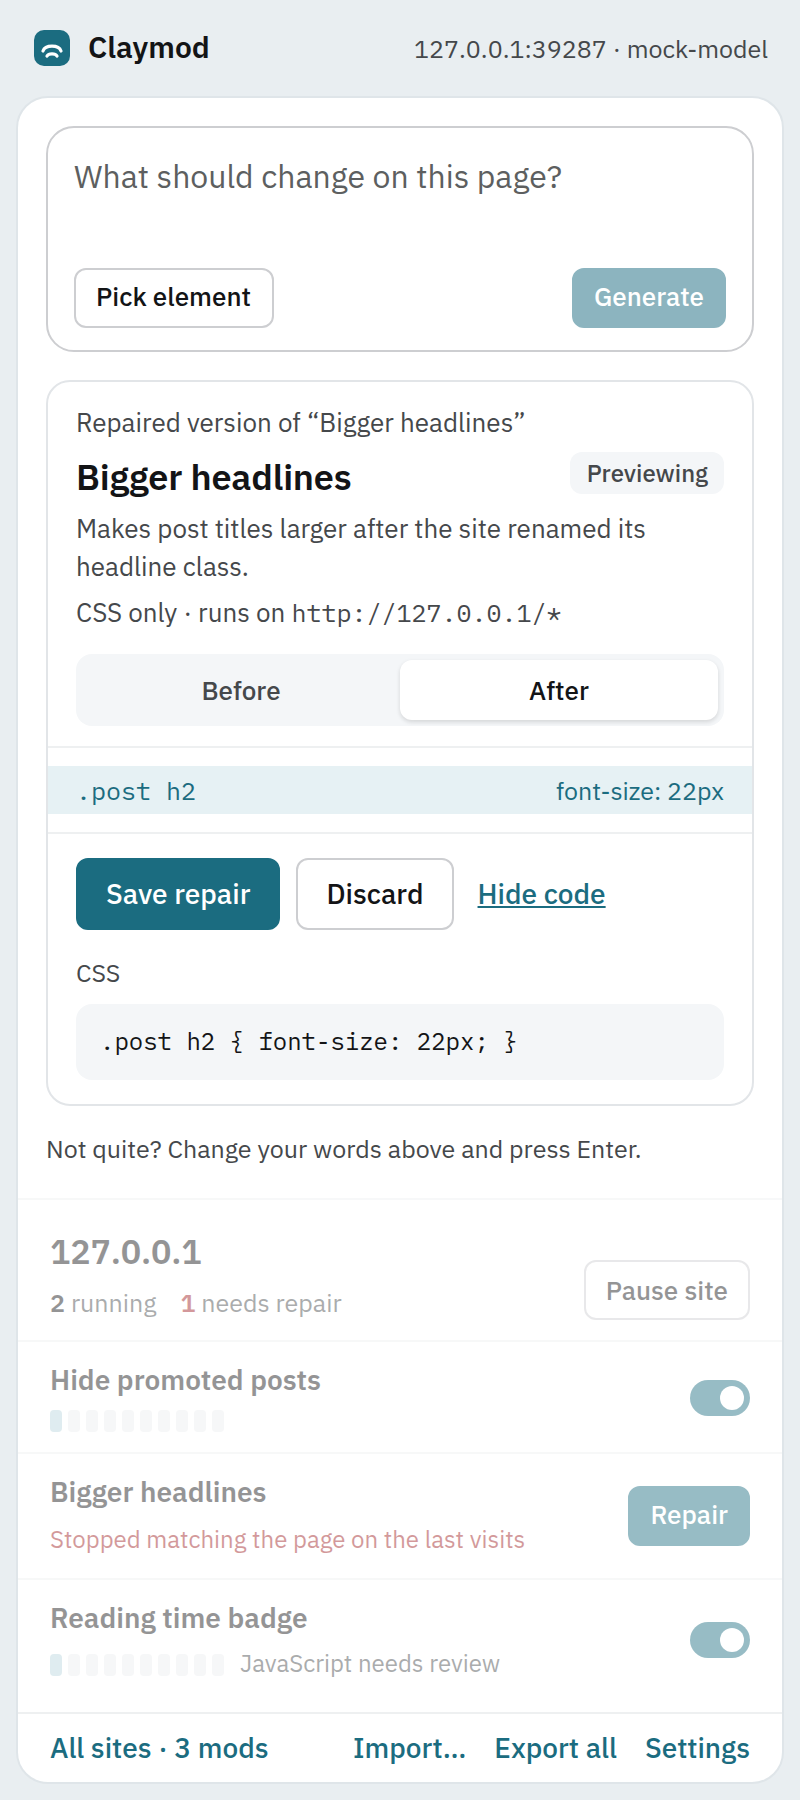 Claymod
127.0.0.1:39287 · mock-model
What should change on this page?
Pick element
Generate
Repaired version of “Bigger headlines”
Bigger headlines
Previewing
Makes post titles larger after the site renamed its
headline class.
CSS only · runs on http://127.0.0.1/*
Before
After
.post h2
font-size: 22px
Save repair
Discard
Hide code
CSS
.post h2 { font-size: 22px; }
Not quite? Change your words above and press Enter.
127.0.0.1
2 running 1 needs repair
Pause site
Hide promoted posts
Bigger headlines
Stopped matching the page on the last visits
Repair
Reading time badge
JavaScript needs review
All sites · 3 mods
Import...
Export all
Settings